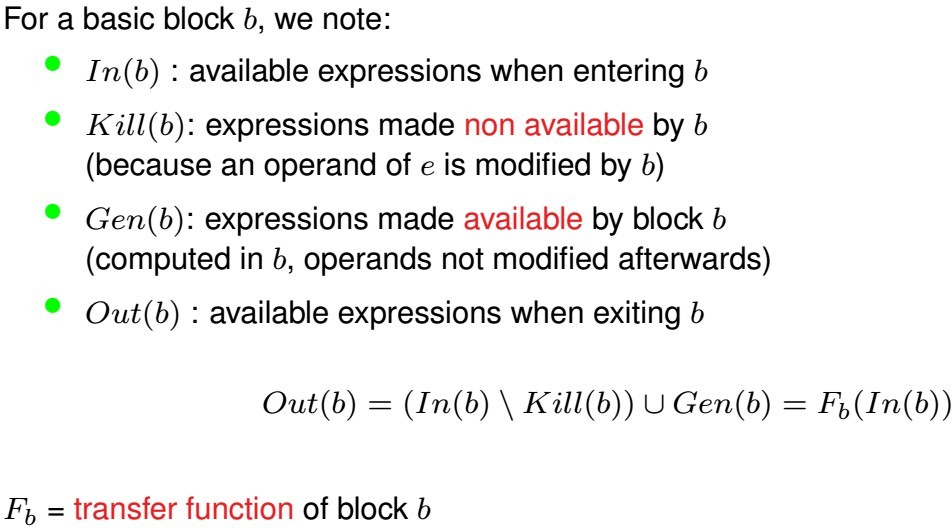 For a basic block b, we note:
• In(b) : available expressions when entering b
• Kill(b): expressions made non available by b
(because an operand of e is modified by b)
• Gen(b): expressions made available by block b
(computed in b, operands not modified afterwards)
• Out(b) : available expressions when exiting b
Out(b) = (In(b) \ Kill(b)) ∪ Gen(b) = F_b(In(b))
F_b = transfer function of block b